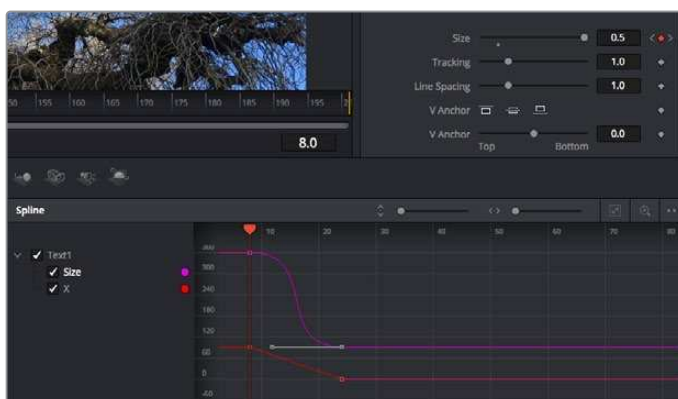 Size 0.5
Tracking 1.0
155 160 165 170 175 180 185 190 195
Line Spacing 1.0
V Anchor
8.0
V Anchor 0.0
Top Bottom
Spline
10 20 30 40 50 60 70 80
Text1
Size
X
360
300
240
180
120
60
0
-60